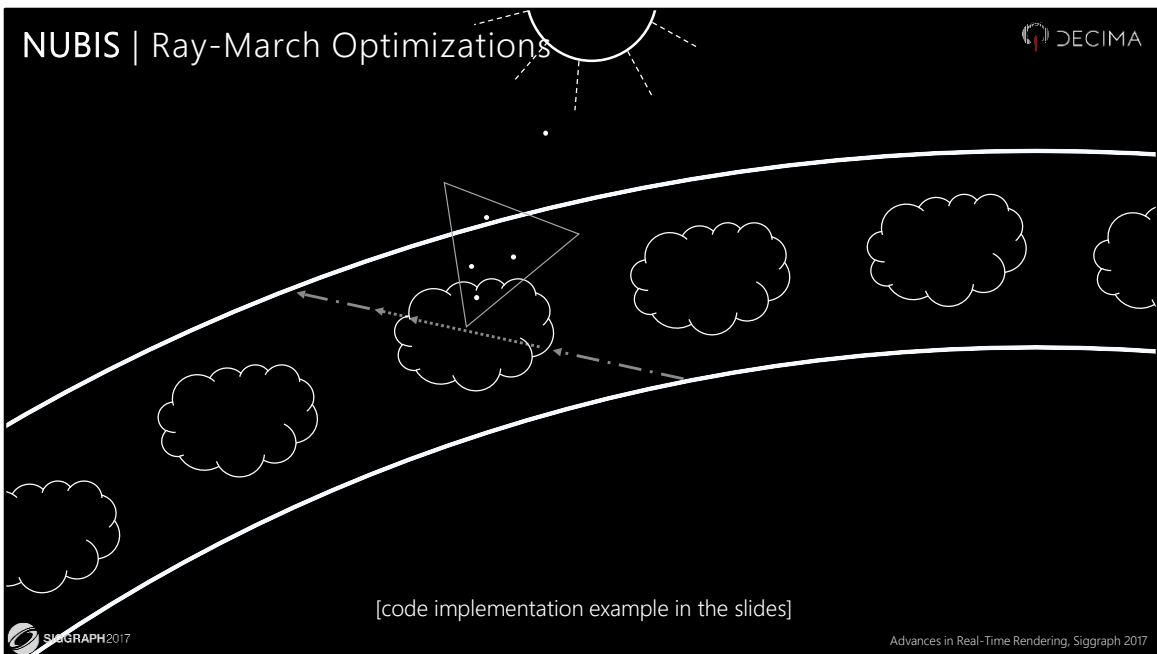 NUBIS | Ray-March Optimizations
DECIMA
[code implementation example in the slides]
SIGGRAPH2017
Advances in Real-Time Rendering, Siggraph 2017